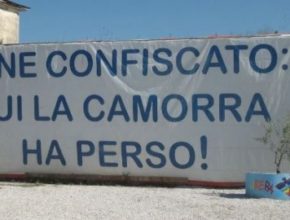 NE CONFISCATO:
UI LA CAMORRA
HA PERSO!